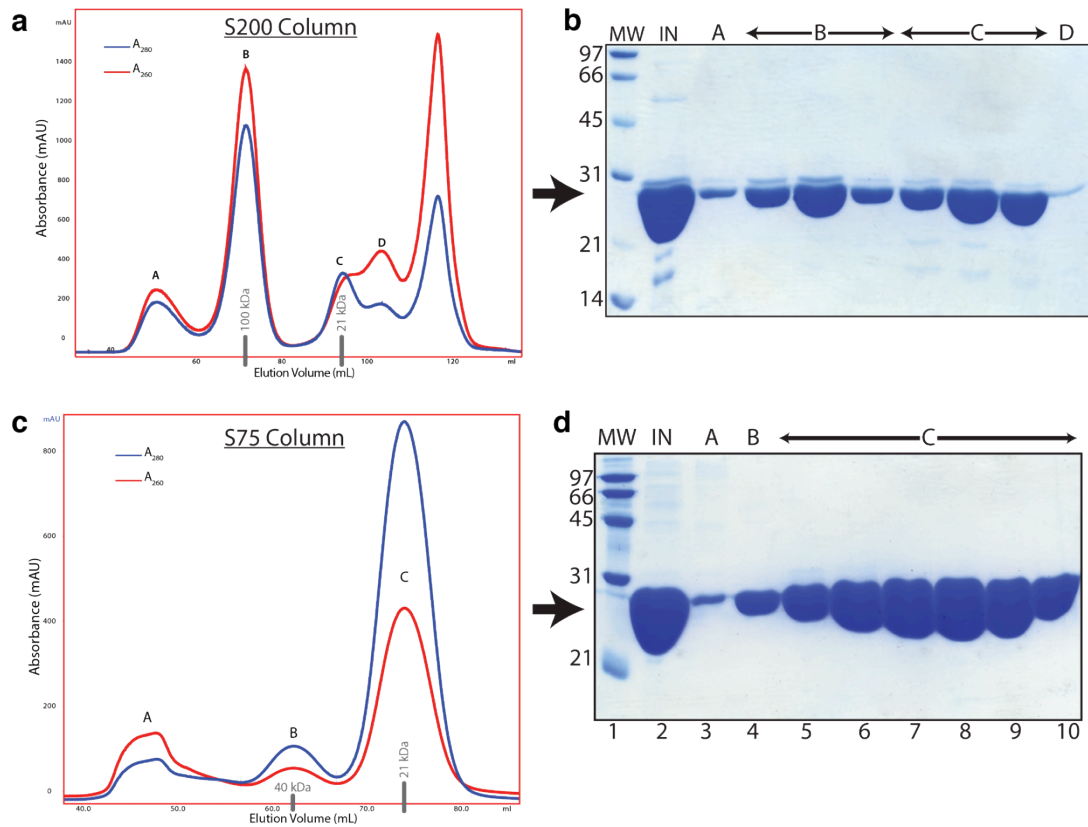 a
S200 Column
mAU
A280
A260
1400
1200
1000
800
600
400
200
0
Absorbance (mAU)
A
B
C
D
100 kDa
21 kDa
40
60
80
100
120
ml
Elution Volume (mL)
b
MW IN A B C D
97
66
45
31
21
14
c
S75 Column
mAU
A280
A260
800
600
400
200
0
Absorbance (mAU)
A
B
C
40 kDa
21 kDa
40.0
50.0
60.0
70.0
80.0
ml
Elution Volume (mL)
d
MW IN A B C
97
66
45
31
21
1 2 3 4 5 6 7 8 9 10